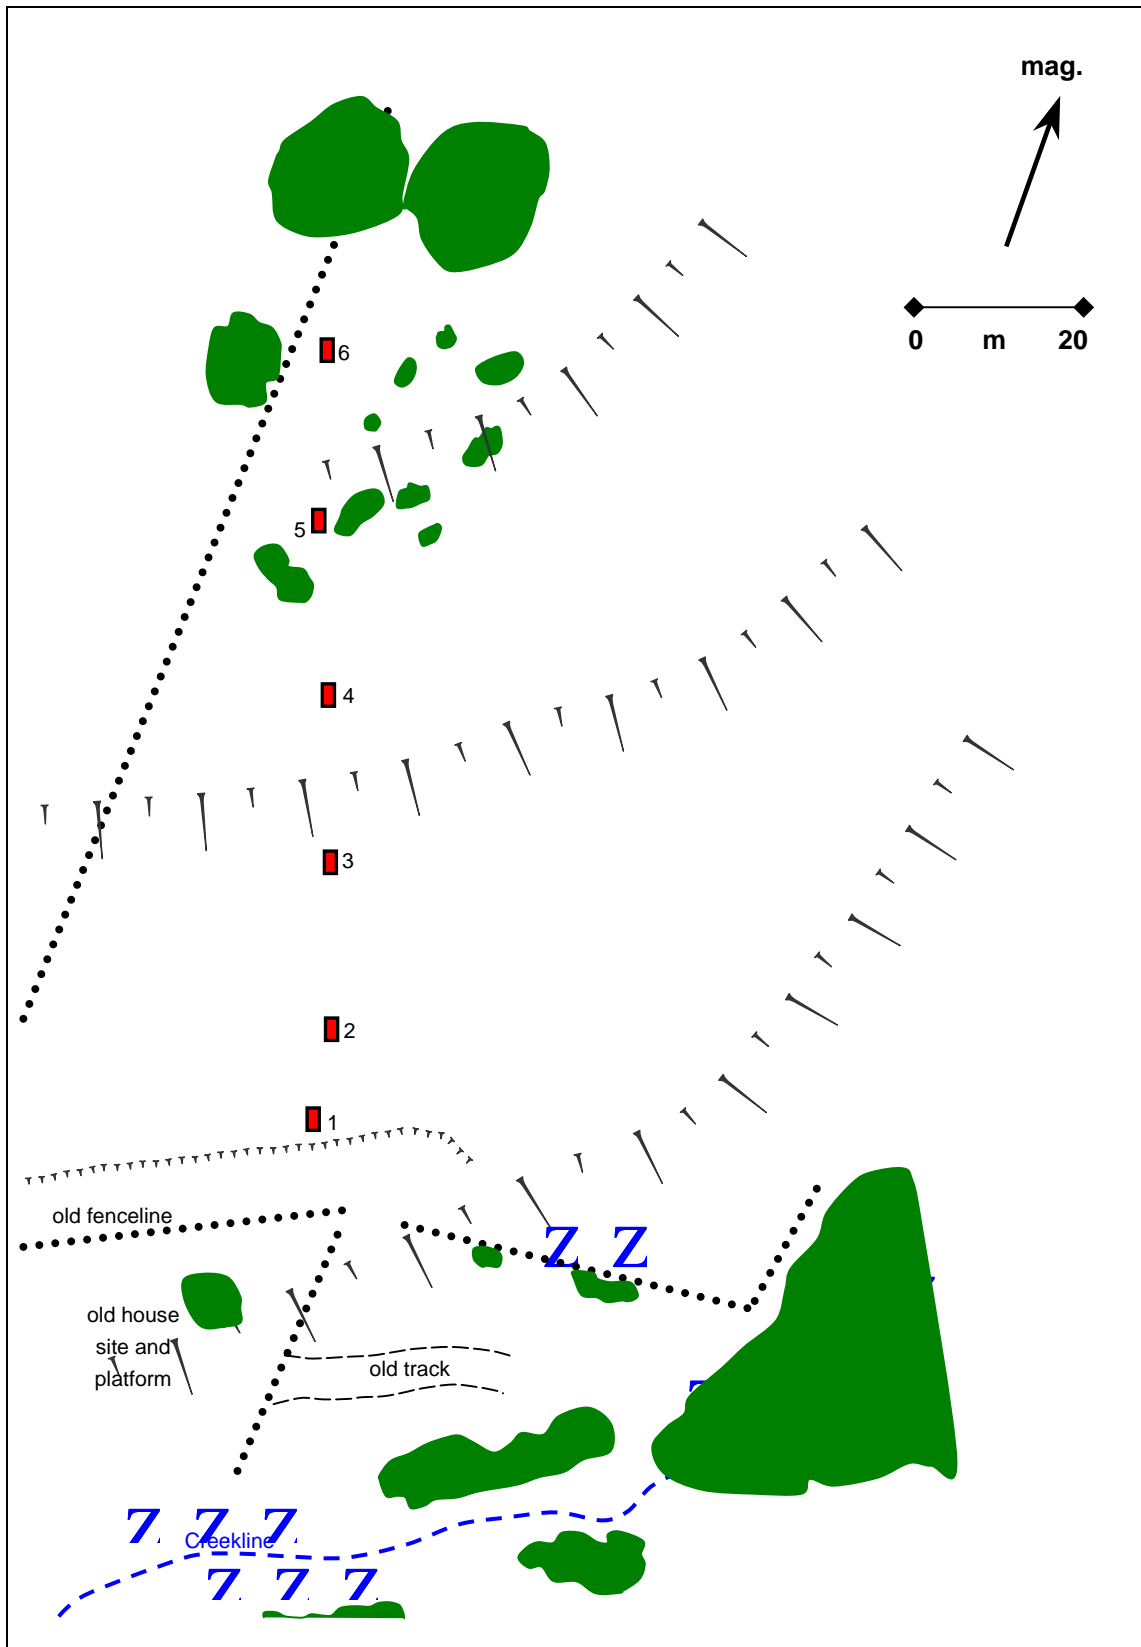 mag.
0 m 20
6
5
4
3
2
1
old fenceline
Z Z
old house
site and
platform
old track
Z Z Z
Creekline
Z Z Z